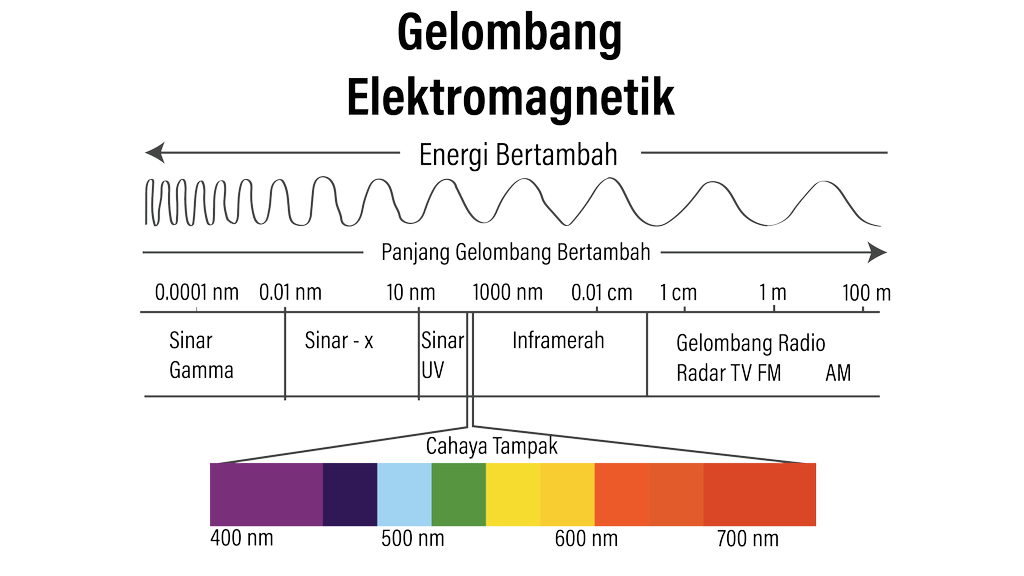 Gelombang
Elektromagnetik
Energi Bertambah
Panjang Gelombang Bertambah
0.0001 nm 0.01 nm 10 nm 1000 nm 0.01 cm 1 cm 1 m 100 m
Sinar Gamma
Sinar - x
Sinar UV
Inframerah
Gelombang Radio
Radar TV FM AM
Cahaya Tampak
400 nm 500 nm 600 nm 700 nm